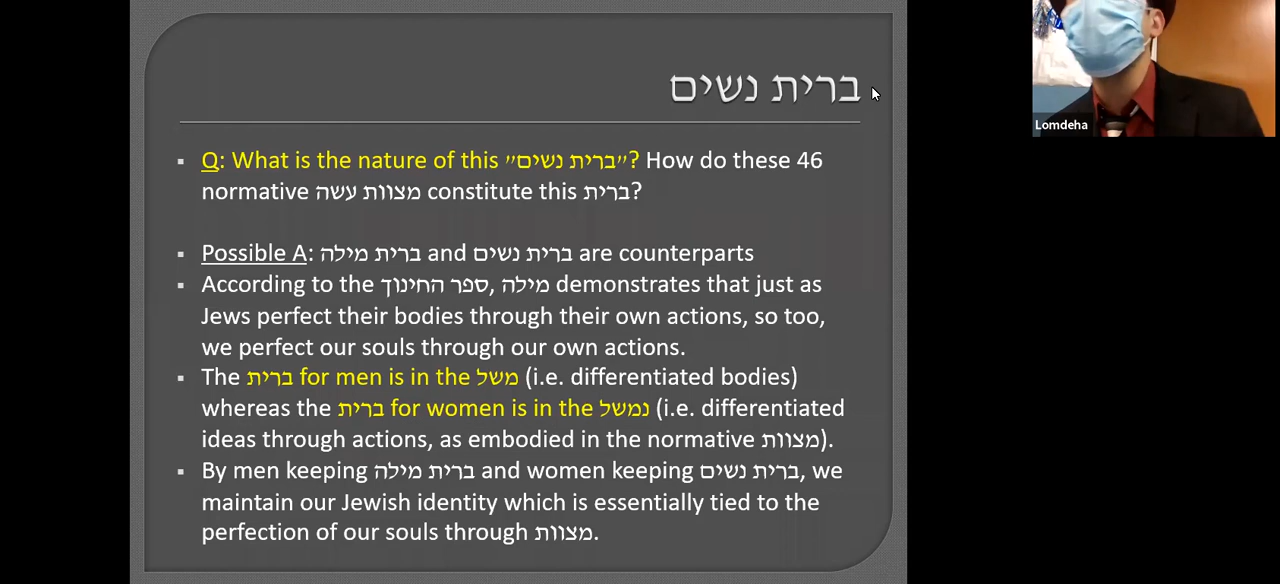 ברית נשים
Q: What is the nature of this "ברית נשים"? How do these 46
normative מצוות עשה constitute this ברית?
Possible A: ברית מילה and ברית נשים are counterparts
According to the ספר החינוך, מילה demonstrates that just as
Jews perfect their bodies through their own actions, so too,
we perfect our souls through our own actions.
The ברית for men is in the משל (i.e. differentiated bodies)
whereas the ברית for women is in the נמשל (i.e. differentiated
ideas through actions, as embodied in the normative מצוות).
By men keeping ברית מילה and women keeping ברית נשים, we
maintain our Jewish identity which is essentially tied to the
perfection of our souls through מצוות.
Lomdeha